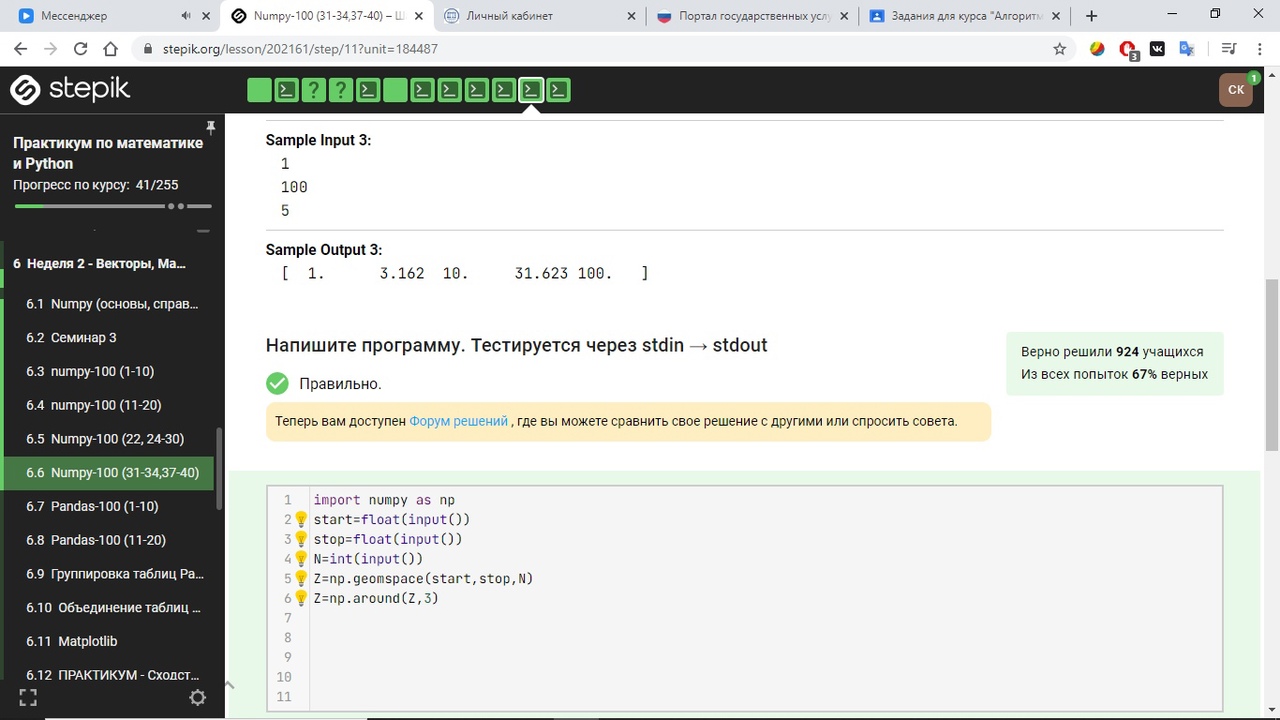 Мессенджер
Numpy-100 (31-34,37-40) – Ш
Личный кабинет
Портал государственных услу
Задания для курса "Алгоритм
stepik.org/lesson/202161/step/11?unit=184487
3
stepik
? ?
СК
1
Практикум по математике
и Python
Прогресс по курсу: 41/255
6 Неделя 2 - Векторы, Ма...
6.1 Numpy (основы, справ...
6.2 Семинар 3
6.3 numpy-100 (1-10)
6.4 numpy-100 (11-20)
6.5 Numpy-100 (22, 24-30)
6.6 Numpy-100 (31-34,37-40)
6.7 Pandas-100 (1-10)
6.8 Pandas-100 (11-20)
6.9 Группировка таблиц Pa...
6.10 Объединение таблиц ...
6.11 Matplotlib
6.12 ПРАКТИКУМ - Сходст...
Sample Input 3:
1
100
5
Sample Output 3:
[  1.      3.162  10.     31.623 100.   ]
Напишите программу. Тестируется через stdin → stdout
Верно решили 924 учащихся
Из всех попыток 67% верных
Правильно.
Теперь вам доступен Форум решений , где вы можете сравнить свое решение с другими или спросить совета.
1 import numpy as np
2 start=float(input())
3 stop=float(input())
4 N=int(input())
5 Z=np.geomspace(start,stop,N)
6 Z=np.around(Z,3)
7
8
9
10
11